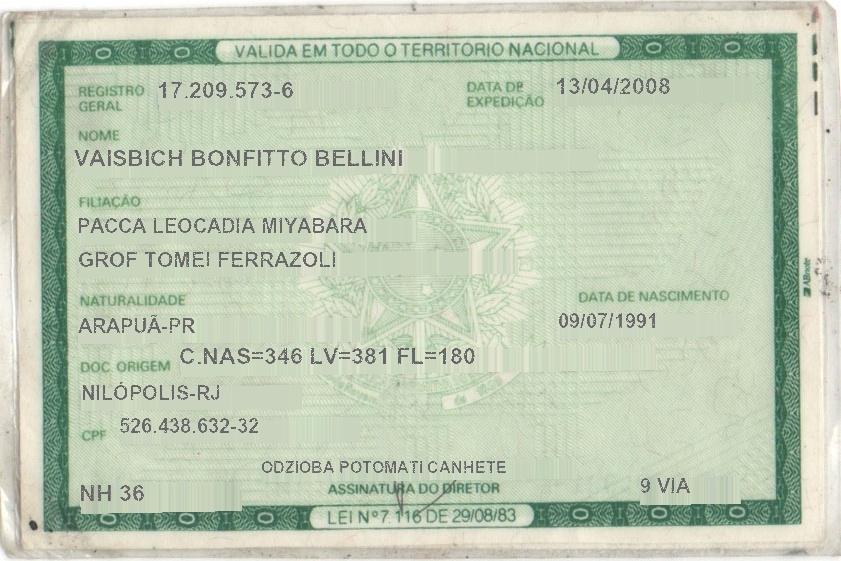 VALIDA EM TODO O TERRITORIO NACIONAL
REGISTRO GERAL 17.209.573-6 DATA DE EXPEDIÇÃO 13/04/2008
NOME
VAISBICH BONFITTO BELLINI
FILIAÇÃO
PACCA LEOCADIA MIYABARA
GROF TOMEI FERRAZOLI
NATURALIDADE DATA DE NASCIMENTO
ARAPUÃ-PR 09/07/1991
DOC. ORIGEM C.NAS=346 LV=381 FL=180
NILÓPOLIS-RJ
CPF 526.438.632-32
ODZIOBA POTOMATI CANHETE
NH 36 ASSINATURA DO DIRETOR 9 VIA
LEI Nº 7.116 DE 29/08/83
ABnote